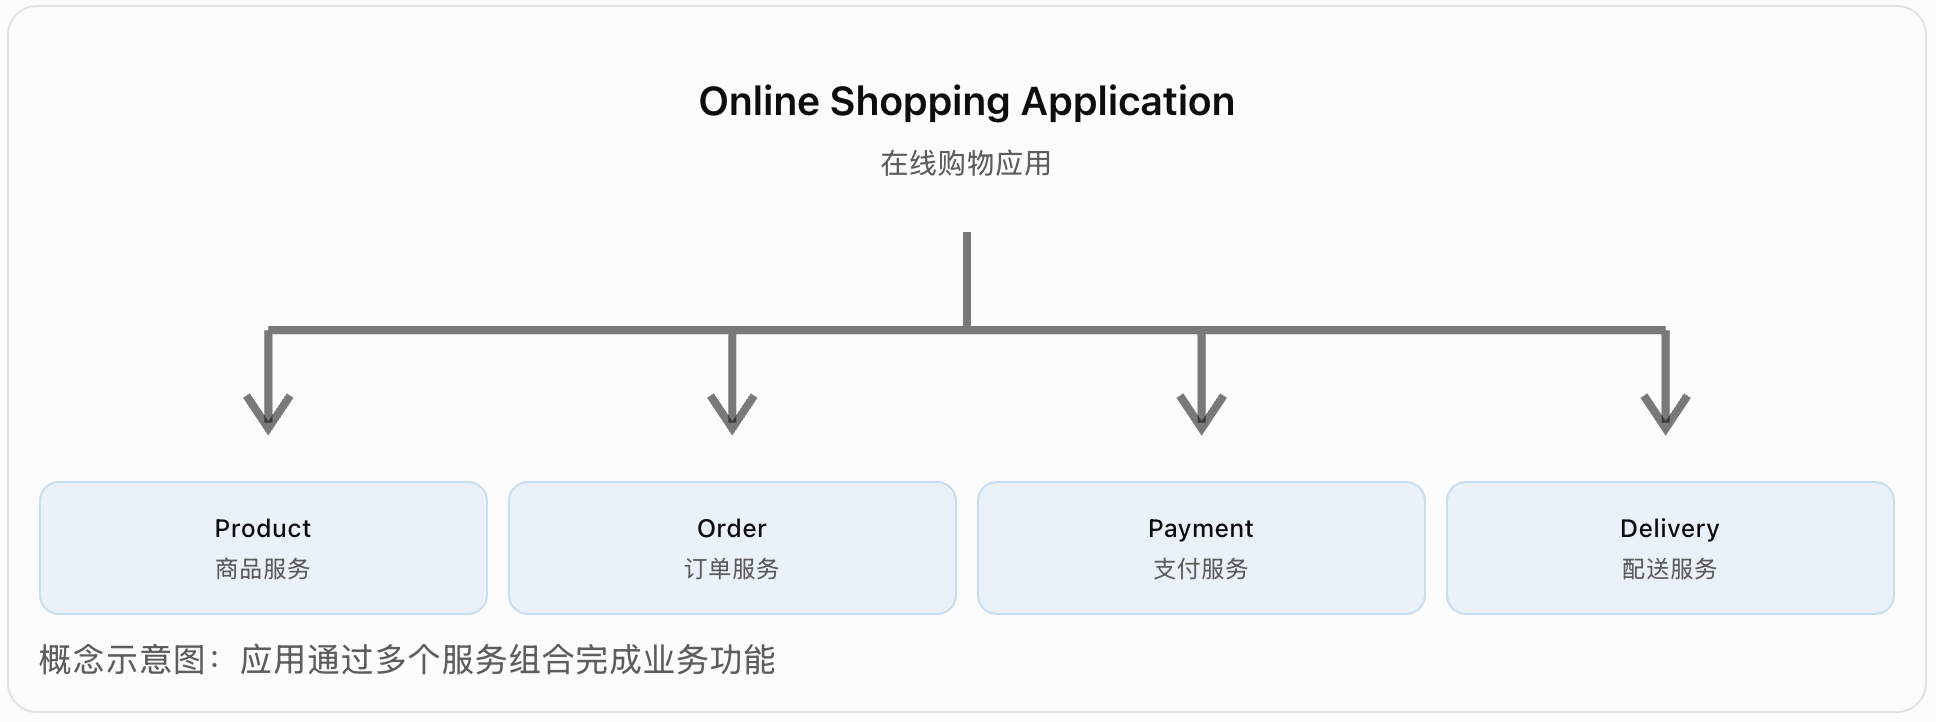 Online Shopping Application
在线购物应用
Product
商品服务
Order
订单服务
Payment
支付服务
Delivery
配送服务
概念示意图：应用通过多个服务组合完成业务功能